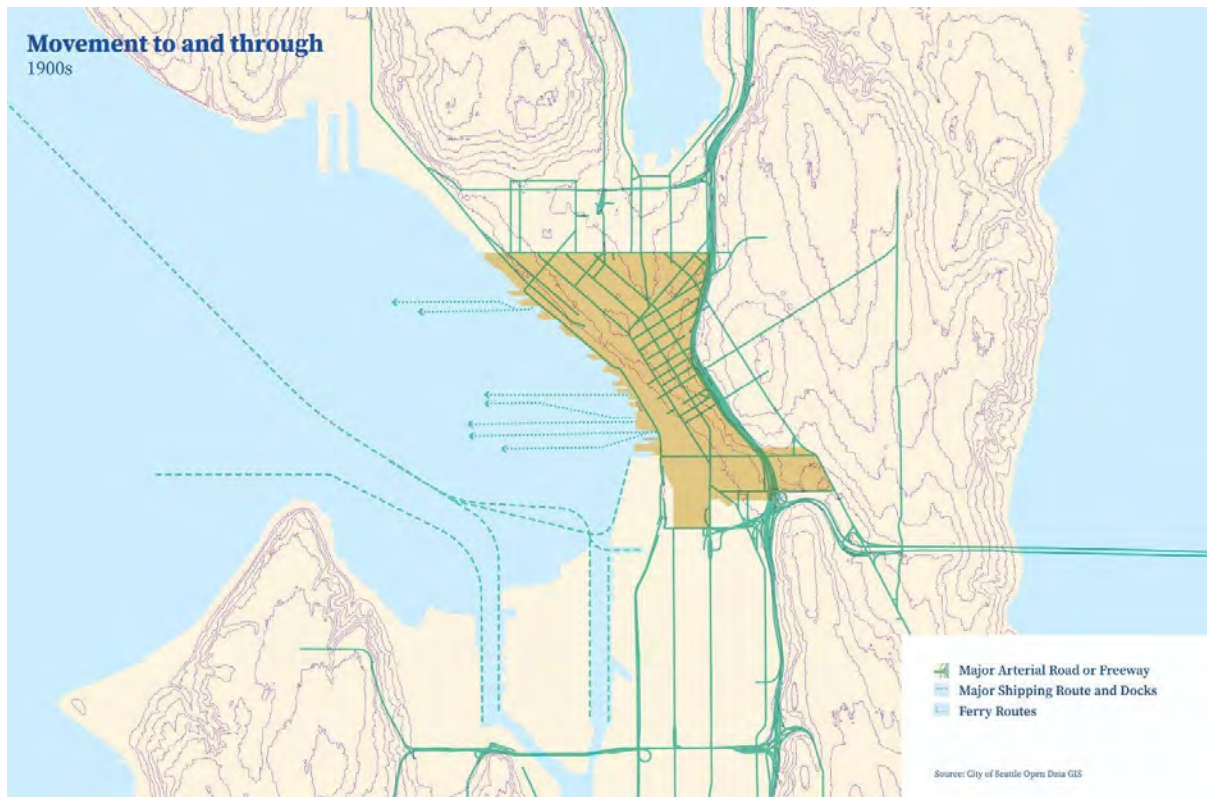 Movement to and through
1900s
Major Arterial Road or Freeway
Major Shipping Route and Docks
Ferry Routes
Source: City of Seattle Open Data GIS